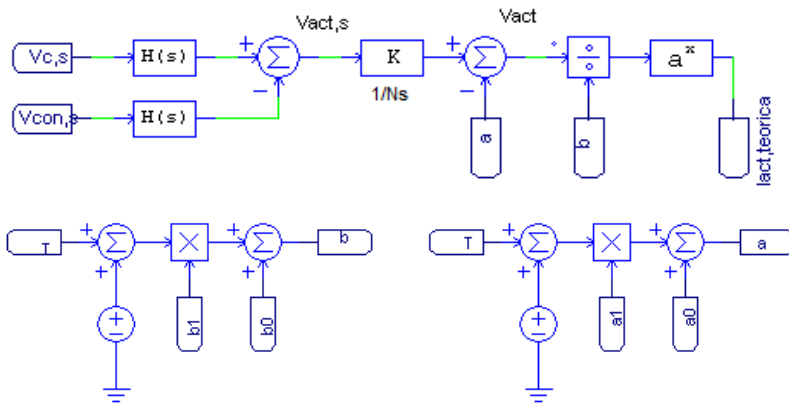 Vact,s
Vact
Vc,s
H(s)
Σ
K
Σ
a^x
1/Ns
Vcon,s
H(s)
a
b
Iact,teorica
T
Σ
Σ
b
b1
b0
T
Σ
Σ
a
a1
a0